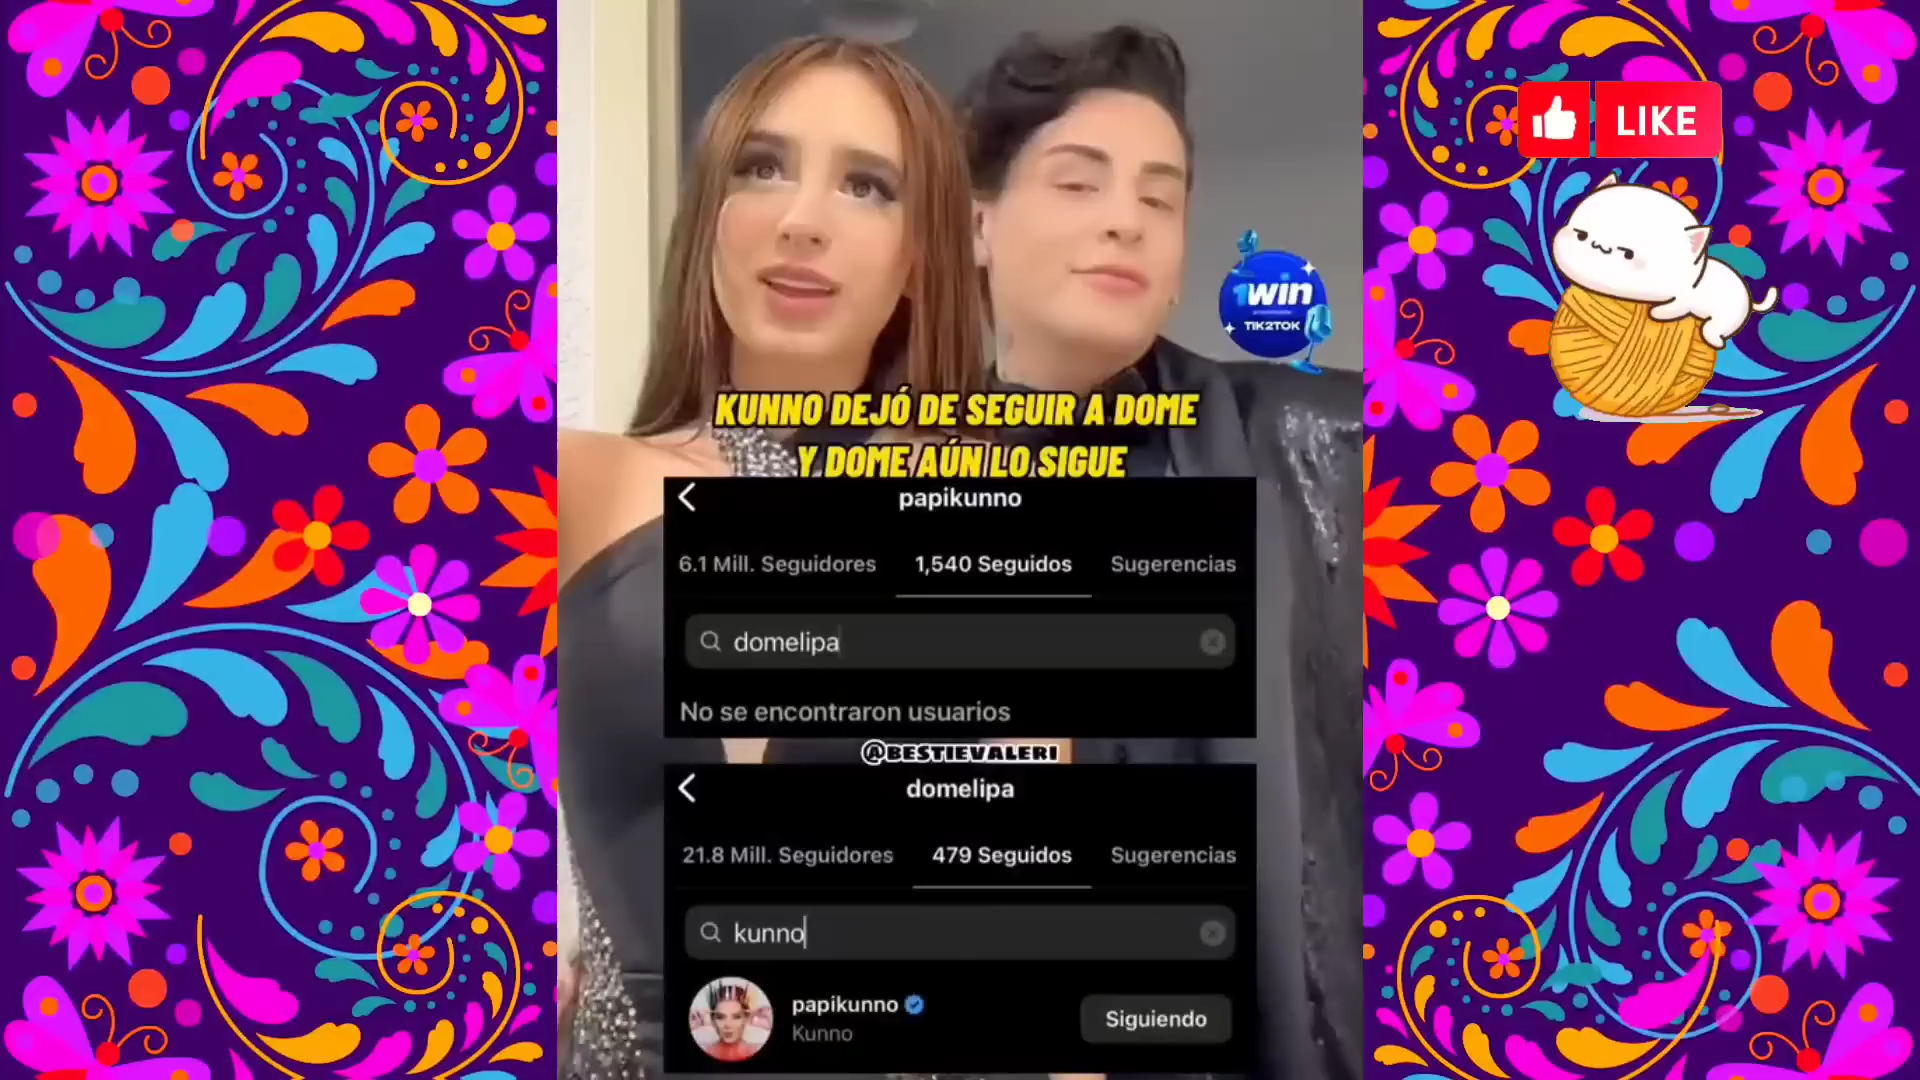 LIKE
1win
TIK2TOK
KUNNO DEJÓ DE SEGUIR A DOME
Y DOME AÚN LO SIGUE
papikunno
6.1 Mill. Seguidores 1,540 Seguidos Sugerencias
domelipa
No se encontraron usuarios
@BESTIEVALERI
domelipa
21.8 Mill. Seguidores 479 Seguidos Sugerencias
kunno
papikunno
Kunno
Siguiendo